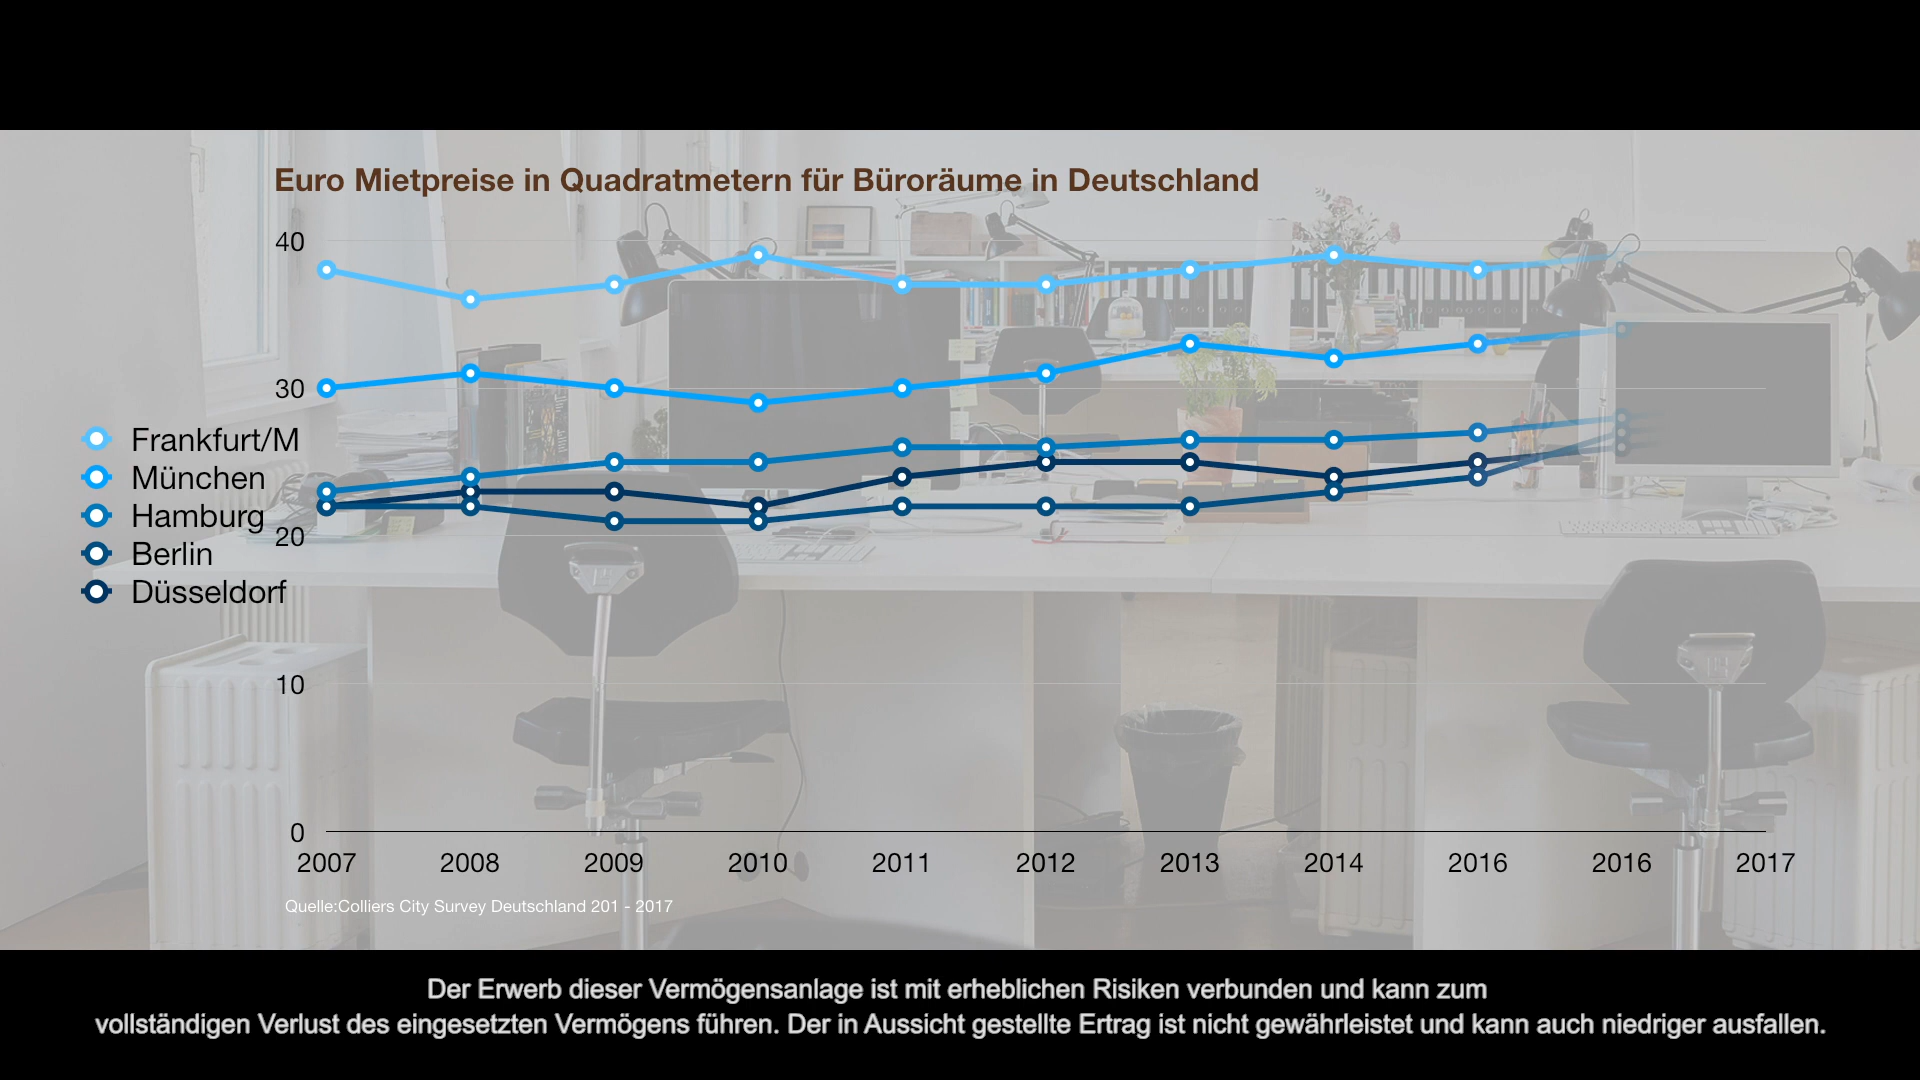 Euro Mietpreise in Quadratmetern für Büroräume in Deutschland
40
30
20
10
0
Frankfurt/M
München
Hamburg
Berlin
Düsseldorf
2007 2008 2009 2010 2011 2012 2013 2014 2016 2016 2017
Quelle:Colliers City Survey Deutschland 201 - 2017
Der Erwerb dieser Vermögensanlage ist mit erheblichen Risiken verbunden und kann zum
vollständigen Verlust des eingesetzten Vermögens führen. Der in Aussicht gestellte Ertrag ist nicht gewährleistet und kann auch niedriger ausfallen.